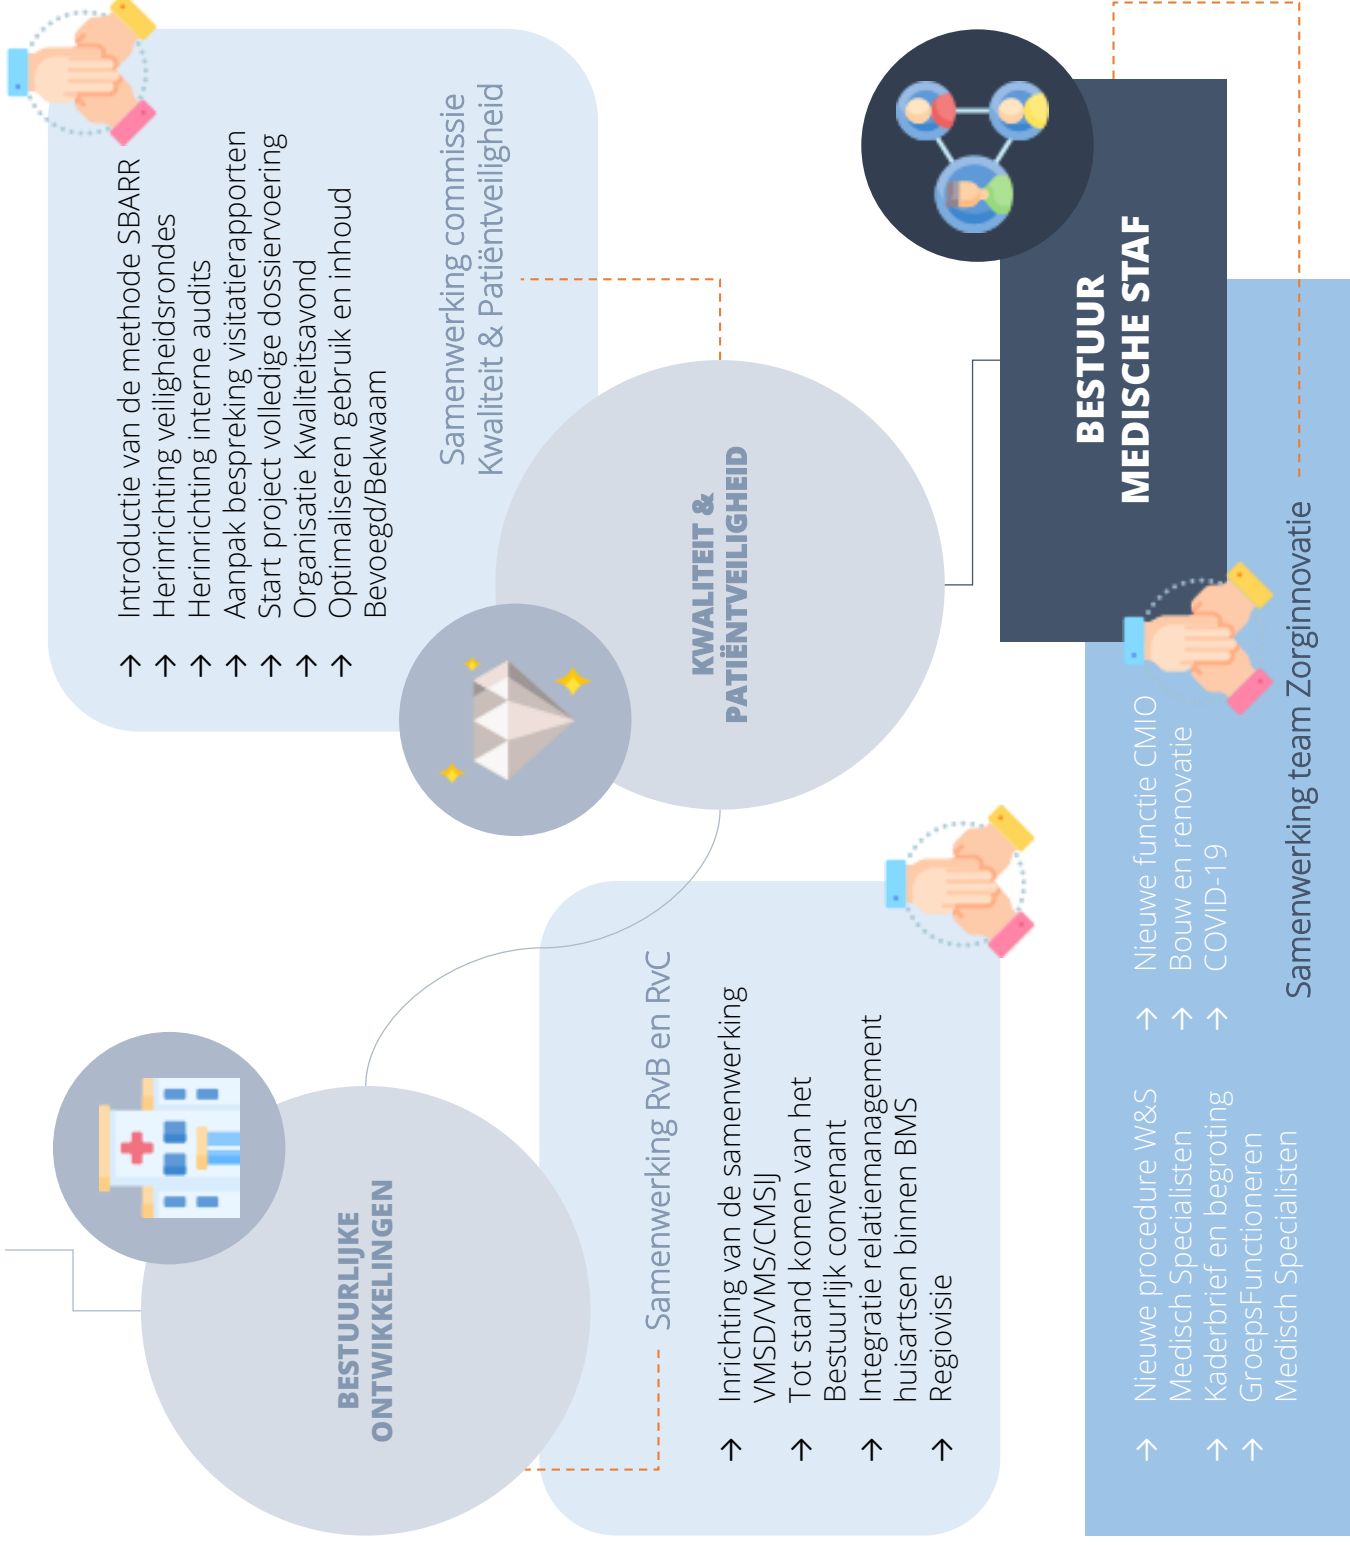 BESTUURLIJKE
ONTWIKKELINGEN
Samenwerking RvB en RvC
→ Inrichting van de samenwerking
VMSD/VMS/CMSIJ
→ Tot stand komen van het
Bestuurlijk convenant
→ Integratie relatiemanagement
huisartsen binnen BMS
→ Regiovisie
→ Introductie van de methode SBARR
→ Herinrichting veiligheidsrondes
→ Herinrichting interne audits
→ Aanpak bespreking visitatierapporten
→ Start project volledige dossiervoering
→ Organisatie Kwaliteitsavond
→ Optimaliseren gebruik en inhoud
Bevoegd/Bekwaam
Samenwerking commissie
Kwaliteit & Patiëntveiligheid
KWALITEIT &
PATIËNTVEILIGHEID
BESTUUR
MEDISCHE STAF
→ Nieuwe procedure W&S
Medisch Specialisten
→ Kaderbrief en begroting
→ GroepsFunctioneren
Medisch Specialisten
→ Nieuwe functie CMIO
→ Bouw en renovatie
→ COVID-19
Samenwerking team Zorginnovatie